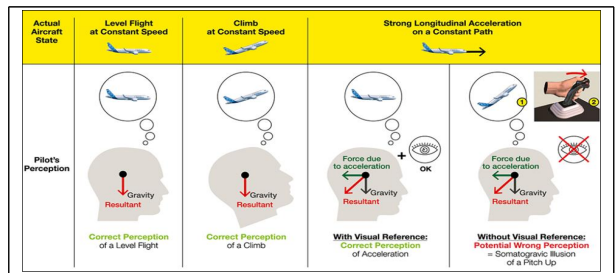 Actual
Aircraft
State
Level Flight
at Constant Speed
Climb
at Constant Speed
Strong Longitudinal Acceleration
on a Constant Path
Pilot's
Perception
Gravity
Resultant
Correct Perception
of a Level Flight
Gravity
Resultant
Correct Perception
of a Climb
+
OK
Force due
to acceleration
Gravity
Resultant
With Visual Reference:
Correct Perception
of Acceleration
1
2
Force due
to acceleration
Gravity
Resultant
Without Visual Reference:
Potential Wrong Perception
= Somatogravic Illusion
of a Pitch Up